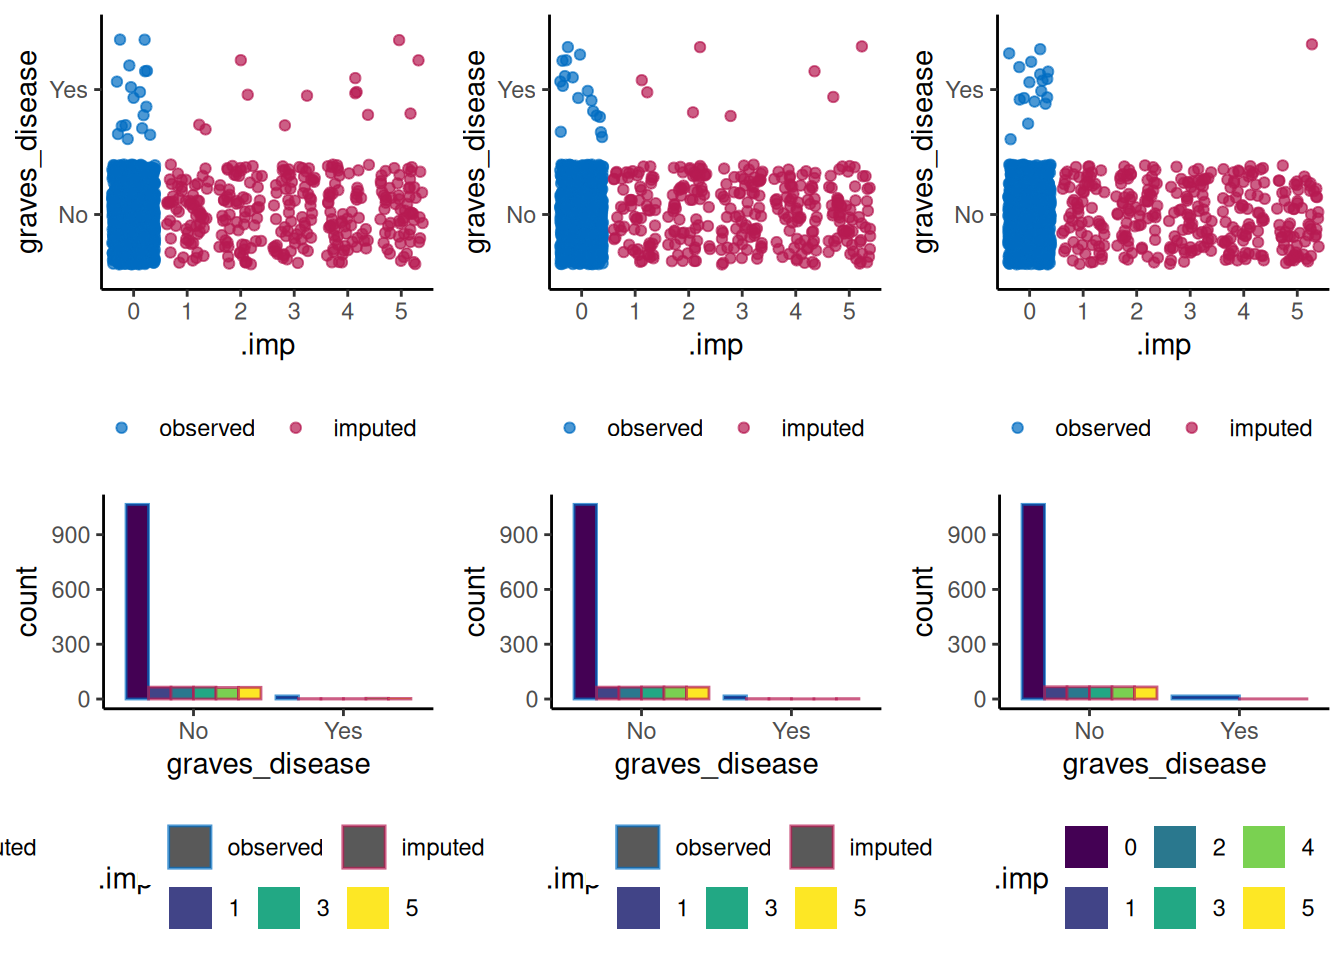 graves_disease
Yes
No
0 1 2 3 4 5
.imp
observed imputed
graves_disease
Yes
No
0 1 2 3 4 5
.imp
observed imputed
graves_disease
Yes
No
0 1 2 3 4 5
.imp
observed imputed
count
900
600
300
0
No Yes
graves_disease
count
900
600
300
0
No Yes
graves_disease
count
900
600
300
0
No Yes
graves_disease
uted
observed imputed
.imp
1 3 5
observed imputed
.imp
1 3 5
0 2 4
.imp
1 3 5